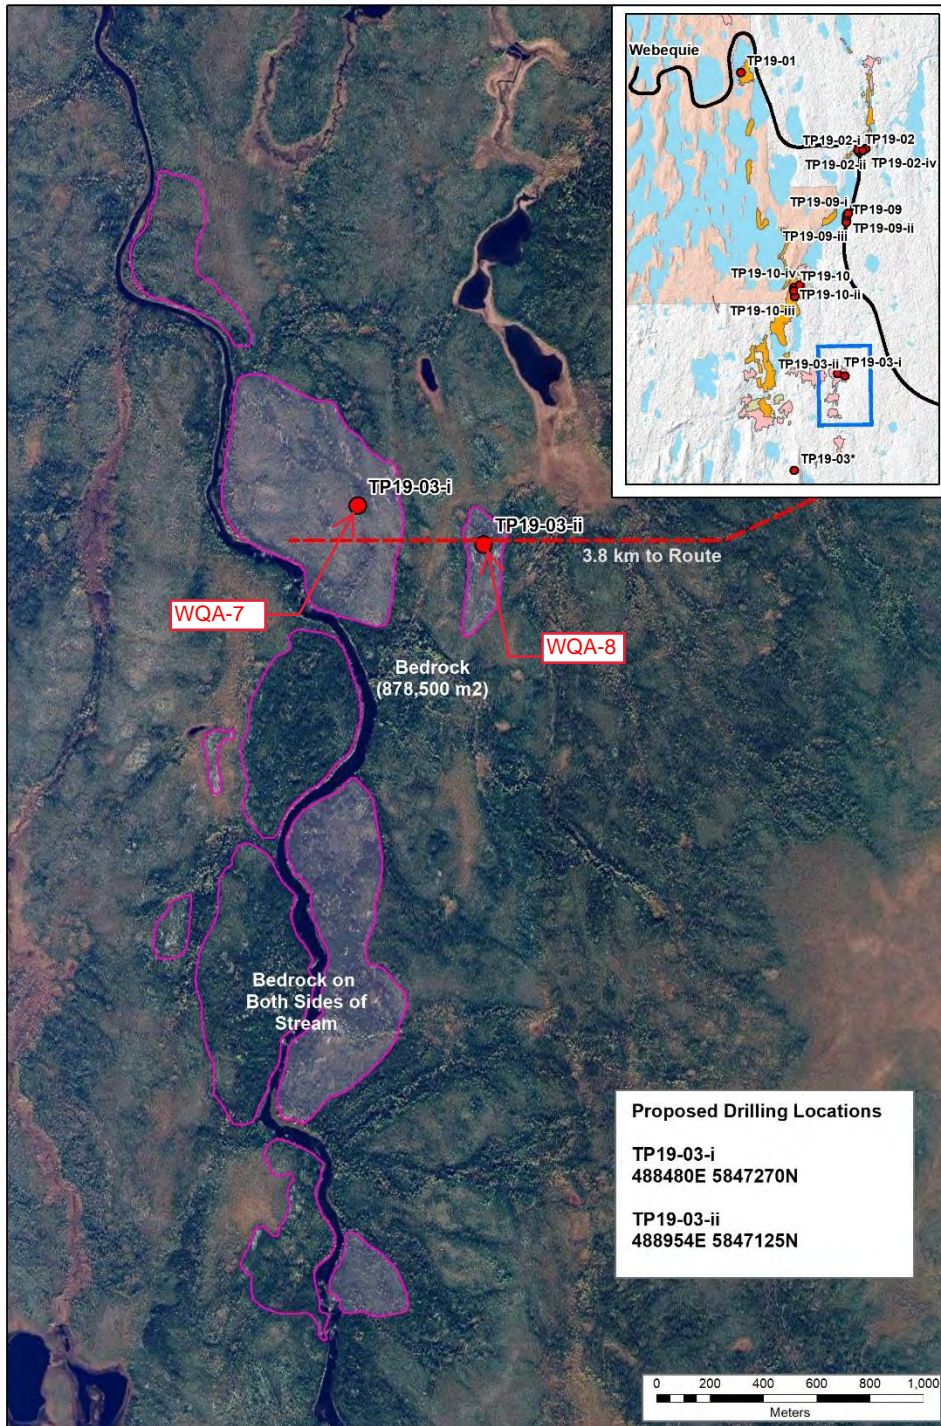 Webequie
TP19-01
TP19-02-i
TP19-02
TP19-02-ii
TP19-02-iv
TP19-09-i
TP19-09
TP19-09-ii
TP19-09-iii
TP19-10-iv
TP19-10
TP19-10-ii
TP19-10-iii
TP19-03-ii
TP19-03-i
TP19-03*
TP19-03-i
TP19-03-ii
3.8 km to Route
WQA-7
WQA-8
Bedrock
(878,500 m2)
Bedrock on
Both Sides of
Stream
Proposed Drilling Locations
TP19-03-i
488480E 5847270N
TP19-03-ii
488954E 5847125N
0 200 400 600 800 1,000
Meters